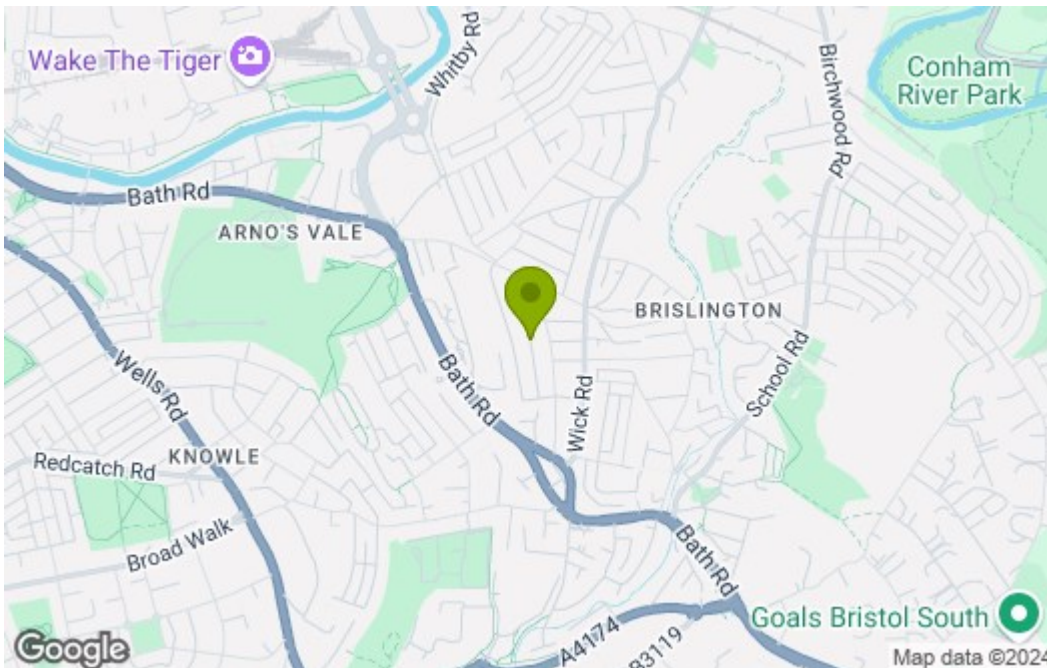 Wake The Tiger
Whitby Rd
Birchwood Rd
Conham
River Park
Bath Rd
ARNO'S VALE
BRISLINGTON
Wells Rd
Bath Rd
Wick Rd
School Rd
KNOWLE
Redcatch Rd
Broad Walk
Bath Rd
Goals Bristol South
A4174
B3119
Google
Map data ©2024